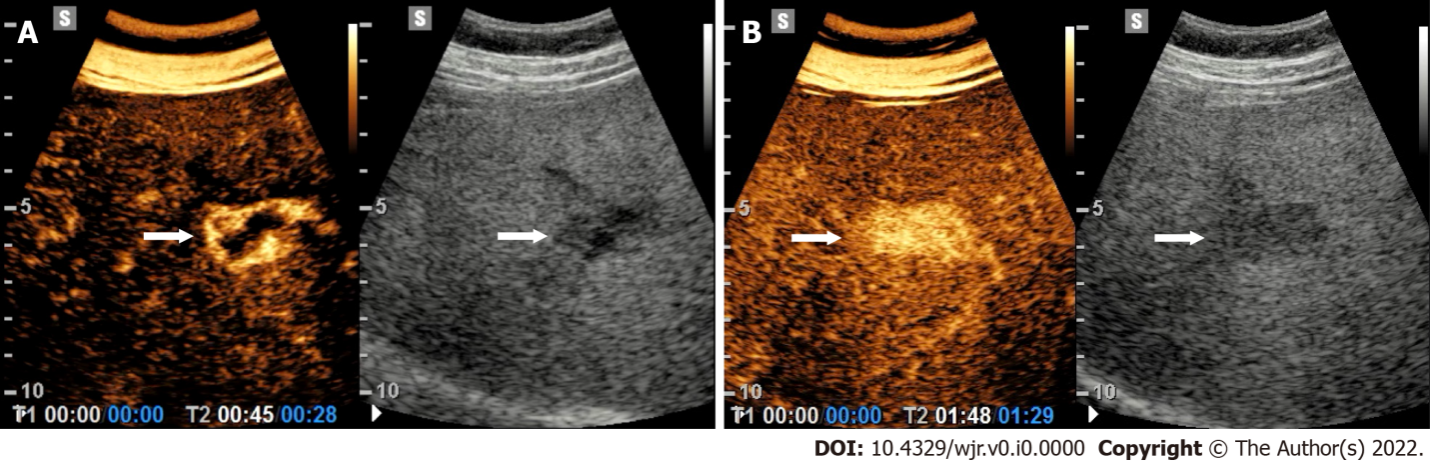 A S S B S S
5 5 5 5
10 10 10 10
T1 00:00/00:00 T2 00:45/00:28 T1 00:00/00:00 T2 01:48/01:29
DOI: 10.4329/wjr.v0.i0.0000 Copyright © The Author(s) 2022.